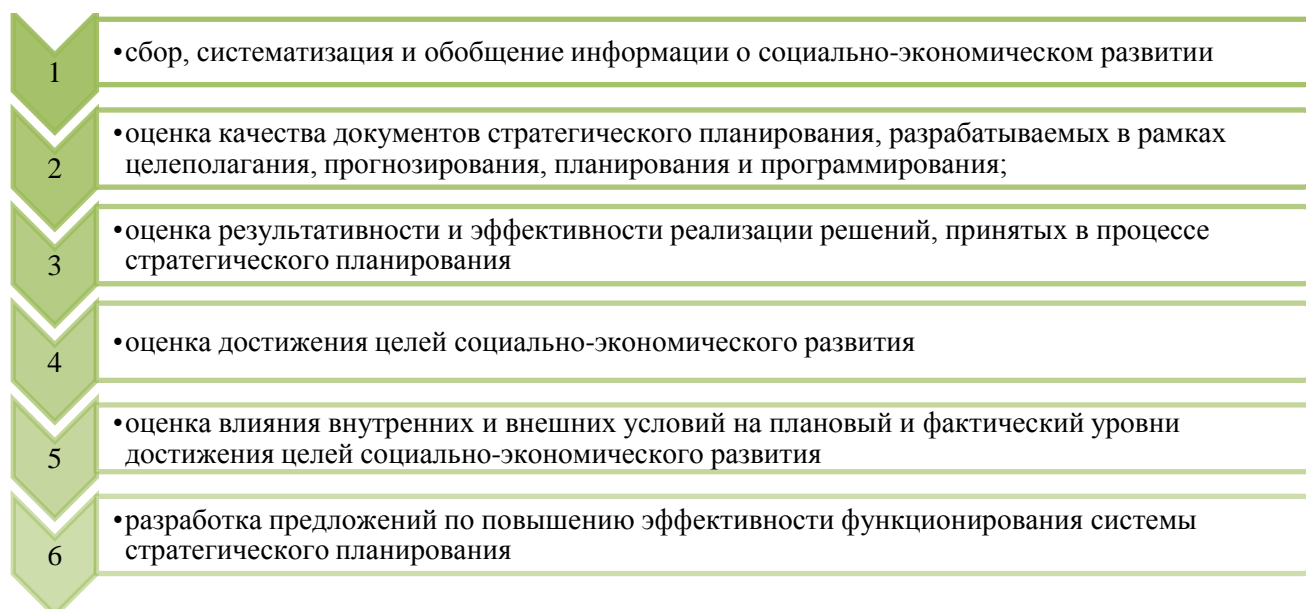 1
•сбор, систематизация и обобщение информации о социально-экономическом развитии
2
•оценка качества документов стратегического планирования, разрабатываемых в рамках
целеполагания, прогнозирования, планирования и программирования;
3
•оценка результативности и эффективности реализации решений, принятых в процессе
стратегического планирования
4
•оценка достижения целей социально-экономического развития
5
•оценка влияния внутренних и внешних условий на плановый и фактический уровни
достижения целей социально-экономического развития
6
•разработка предложений по повышению эффективности функционирования системы
стратегического планирования